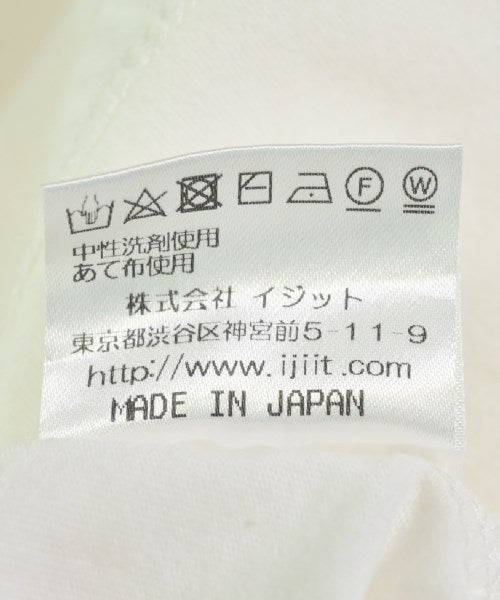 F W
中性洗剤使用
あて布使用
株式会社 イジット
東京都渋谷区神宮前5-11-9
http://www.ijiit.com
MADE IN JAPAN